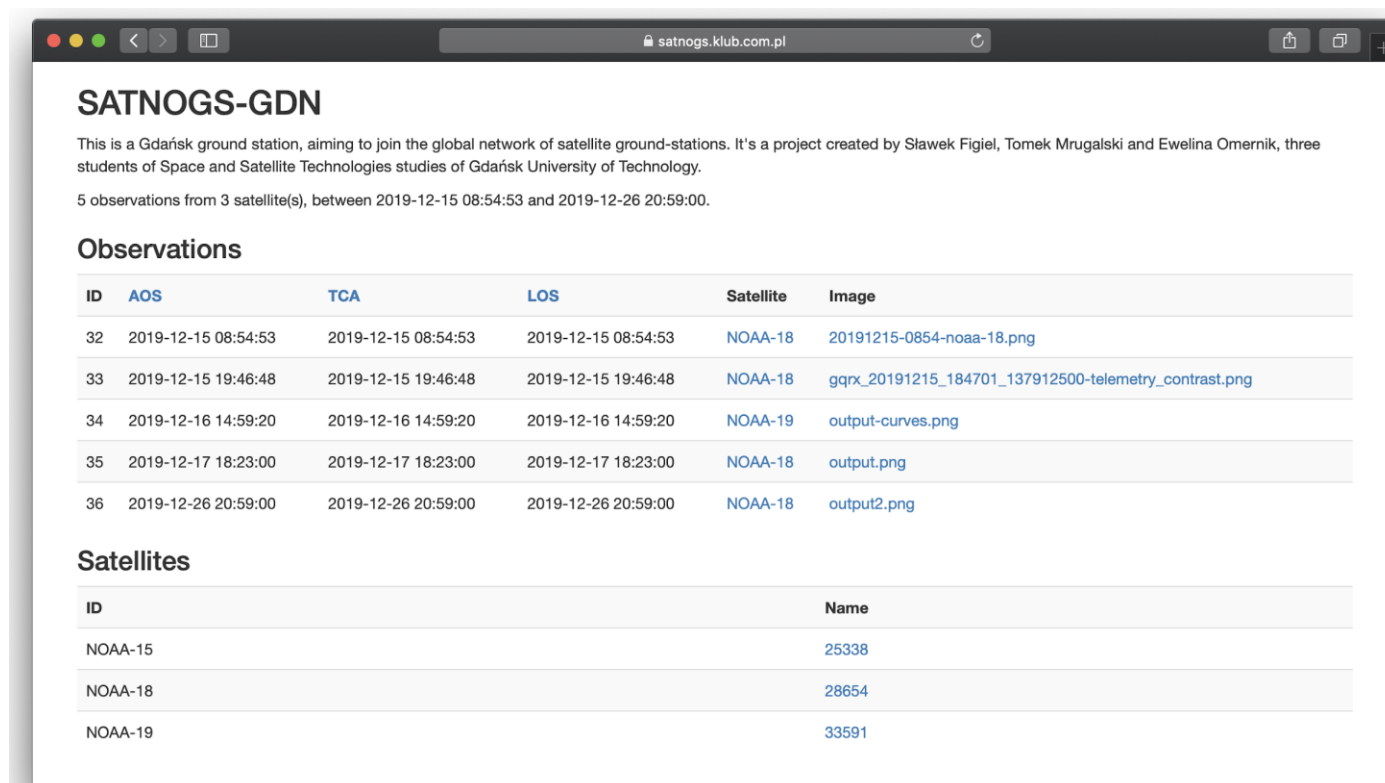 satnogs.klub.com.pl
SATNOGS-GDN
This is a Gdańsk ground station, aiming to join the global network of satellite ground-stations. It's a project created by Sławek Figiel, Tomek Mrugalski and Ewelina Omernik, three
students of Space and Satellite Technologies studies of Gdańsk University of Technology.
5 observations from 3 satellite(s), between 2019-12-15 08:54:53 and 2019-12-26 20:59:00.
Observations
ID AOS TCA LOS Satellite Image
32 2019-12-15 08:54:53 2019-12-15 08:54:53 2019-12-15 08:54:53 NOAA-18 20191215-0854-noaa-18.png
33 2019-12-15 19:46:48 2019-12-15 19:46:48 2019-12-15 19:46:48 NOAA-18 gqrx_20191215_184701_137912500-telemetry_contrast.png
34 2019-12-16 14:59:20 2019-12-16 14:59:20 2019-12-16 14:59:20 NOAA-19 output-curves.png
35 2019-12-17 18:23:00 2019-12-17 18:23:00 2019-12-17 18:23:00 NOAA-18 output.png
36 2019-12-26 20:59:00 2019-12-26 20:59:00 2019-12-26 20:59:00 NOAA-18 output2.png
Satellites
ID Name
NOAA-15 25338
NOAA-18 28654
NOAA-19 33591